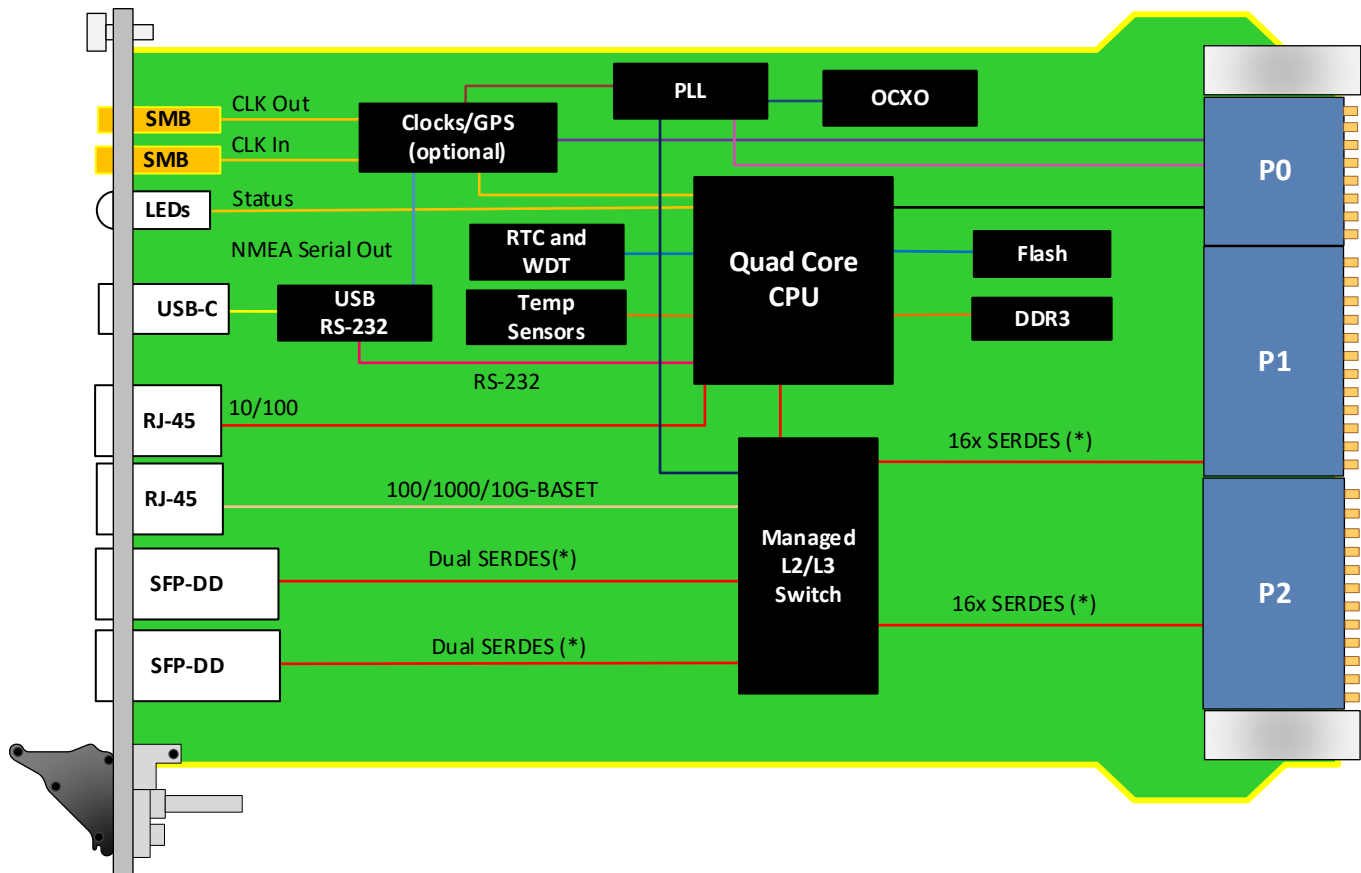 PLL
OCXO
SMB
CLK Out
Clocks/GPS
(optional)
SMB
CLK In
P0
LEDs
Status
NMEA Serial Out
RTC and
WDT
Quad Core
CPU
Flash
USB-C
USB
RS-232
Temp
Sensors
DDR3
P1
RS-232
RJ-45
10/100
16x SERDES (*)
RJ-45
100/1000/10G-BASET
Managed
L2/L3
Switch
SFP-DD
Dual SERDES(*)
16x SERDES (*)
P2
SFP-DD
Dual SERDES (*)